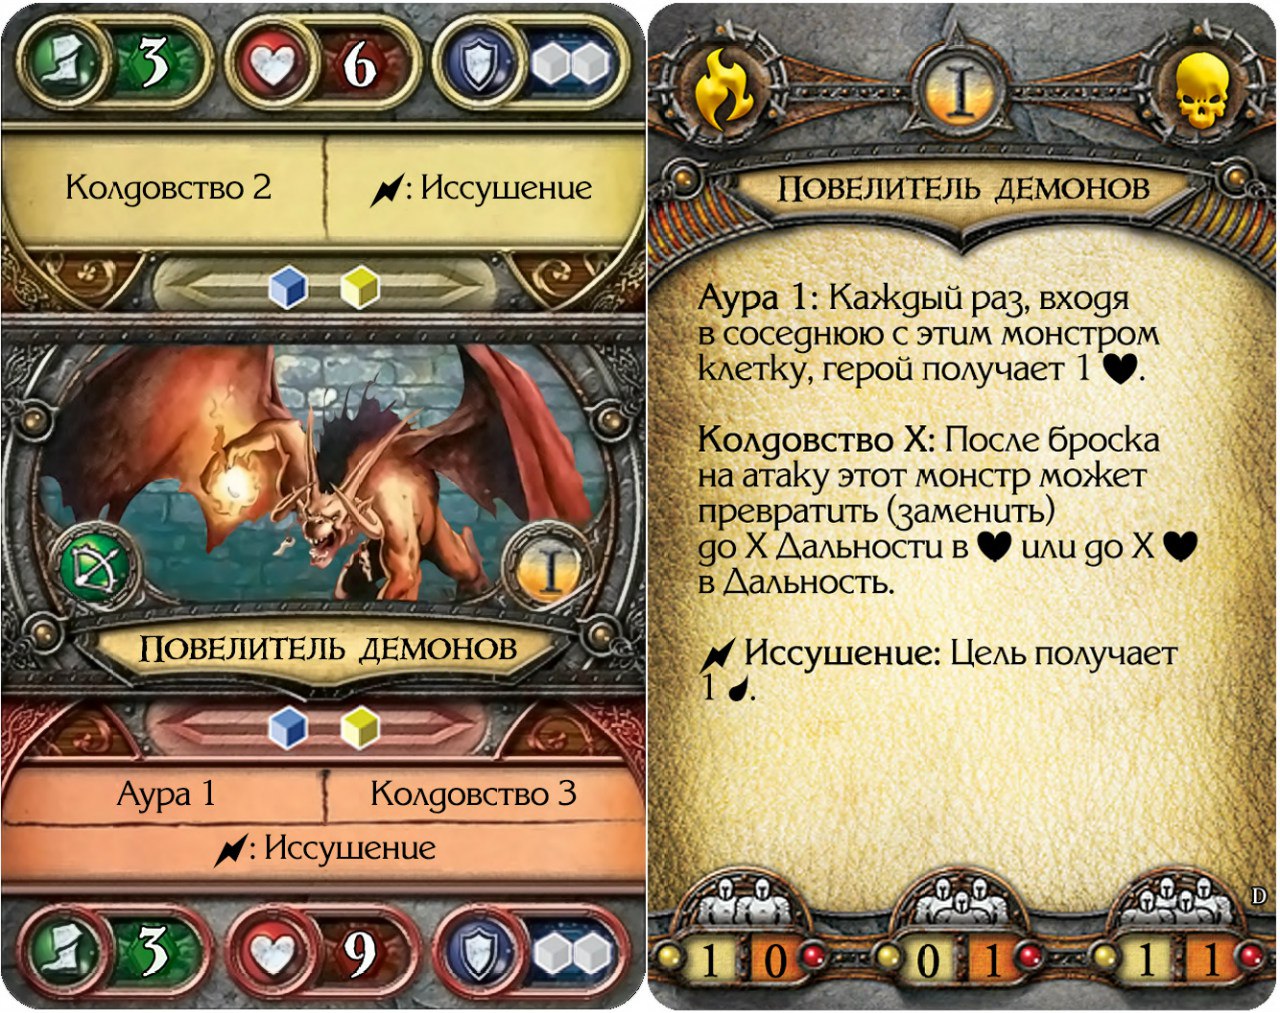 3 6
Колдовство 2
: Иссушение
I
Повелитель демонов
Аура 1
Колдовство 3
: Иссушение
3 9
I
Повелитель демонов
Аура 1: Каждый раз, входя
в соседнюю с этим монстром
клетку, герой получает 1 .
Колдовство X: После броска
на атаку этот монстр может
превратить (заменить)
до X Дальности в или до X
в Дальность.
Иссушение: Цель получает
1 .
D
1 0 0 1 1 1